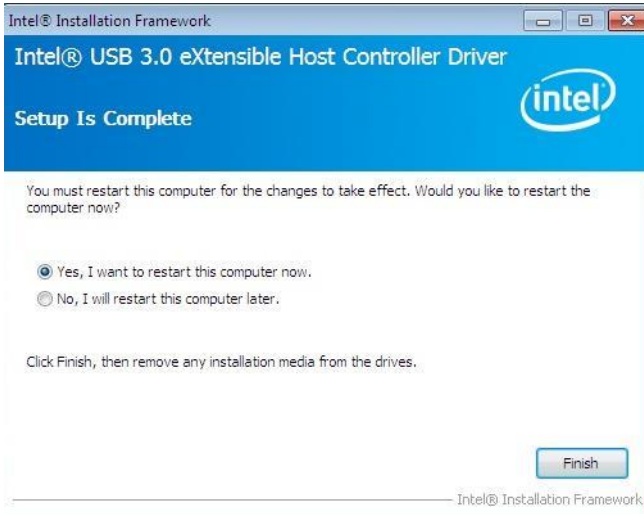 Intel® Installation Framework
Intel® USB 3.0 eXtensible Host Controller Driver
intel
Setup Is Complete
You must restart this computer for the changes to take effect. Would you like to restart the
computer now?
Yes, I want to restart this computer now.
No, I will restart this computer later.
Click Finish, then remove any installation media from the drives.
Finish
Intel® Installation Framework